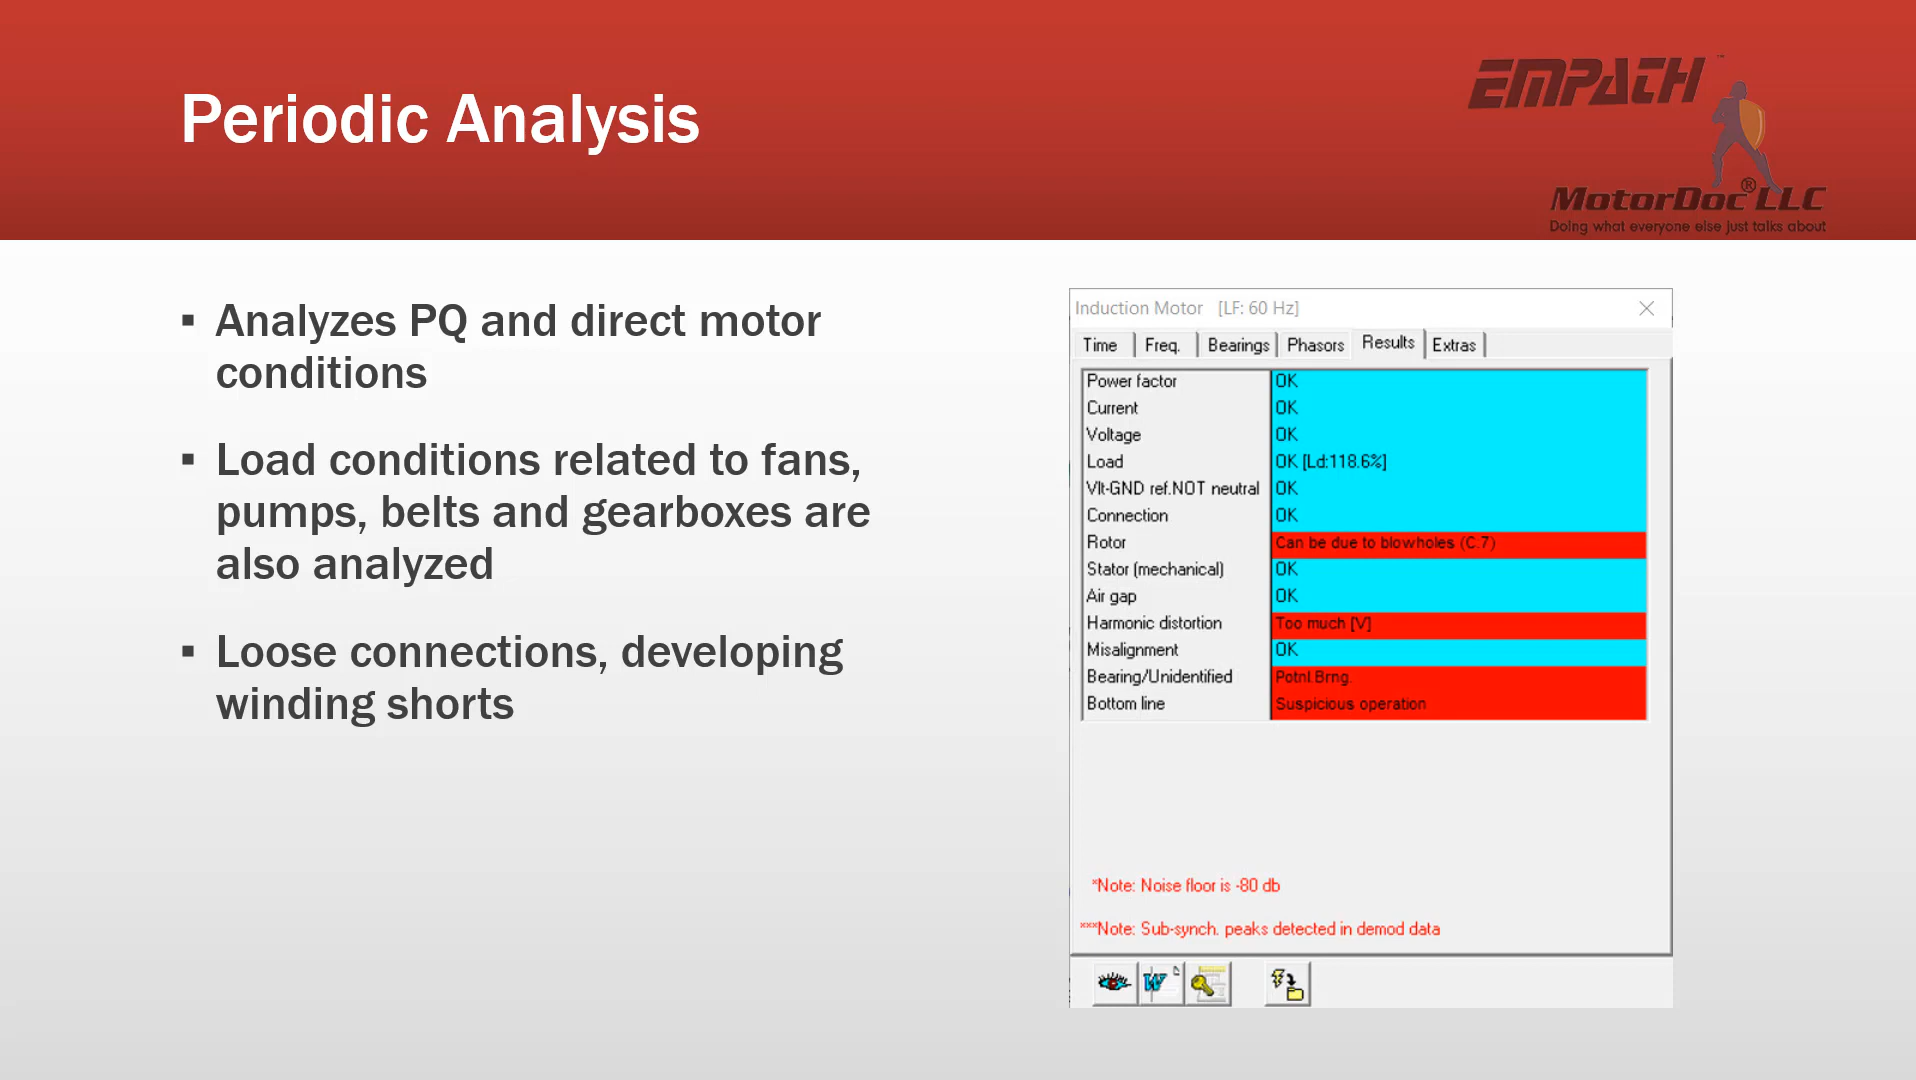 Periodic Analysis
EMPATH™
MotorDoc® LLC
Doing what everyone else just talks about
▪ Analyzes PQ and direct motor
conditions
▪ Load conditions related to fans,
pumps, belts and gearboxes are
also analyzed
▪ Loose connections, developing
winding shorts
Induction Motor [LF: 60 Hz]
Time Freq. Bearings Phasors Results Extras
Power factor OK
Current OK
Voltage OK
Load OK [Ld:118.6%]
Vlt-GND ref.NOT neutral OK
Connection OK
Rotor Can be due to blowholes (C.7)
Stator (mechanical) OK
Air gap OK
Harmonic distortion Too much [V]
Misalignment OK
Bearing/Unidentified Potnl.Brng.
Bottom line Suspicious operation
*Note: Noise floor is -80 db
***Note: Sub-synch. peaks detected in demod data
W